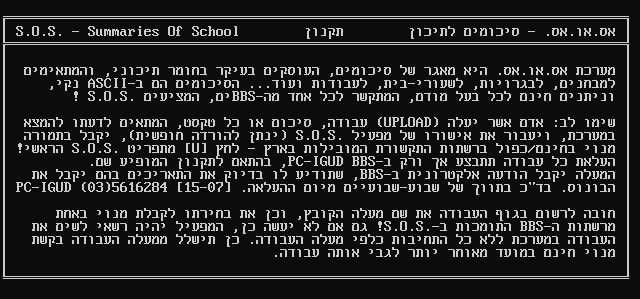 אס.או.אס. - סיכומים לתיכון תקנון S.O.S. - Summaries Of School
מערכת אס.או.אס. היא מאגר של סיכומים, העוסקים בעיקר בחומר תיכוני, והמתאימים
למבחנים, לבגרויות, לשעורי-בית, לעבודות ועוד... הסיכומים הם ב-ASCII נקי,
וניתנים חינם לכל בעל מודם, המתקשר לכל אחד מה-BBSים, המציעים S.O.S. !
שימו לב: אדם אשר יעלה (UPLOAD) עבודה, סיכום או כל טקסט, המתאים לדעתו להמצא
במערכת, ויעבור את אישורו של מפעיל S.O.S. (ינתן להורדה חופשית), יקבל בתמורה
מנוי בחינם/כפול ברשתות התקשורת המובילות בארץ - לחץ [U] מתפריט S.O.S. הראשי!
העלאת כל עבודה תתבצע אך ורק ב-PC-IGUD BBS, בהתאם לתקנון המופיע שם.
המעלה יקבל הודעה אלקטרונית ב-BBS, שתודיע לו בדיוק את התאריכים בהם יקבל את
הבונוס. בד"כ בתווך של שבוע-שבועיים מיום ההעלאה. PC-IGUD (03)5616284 [15-07]
חובה לרשום בגוף העבודה את שם מעלה הקובץ, וכן את בחירתו לקבלת מנוי באחת
מרשתות ה-BBS התומכות ב-S.O.S.! גם אם לא יעשה כן, המפעיל יהיה רשאי לשים את
העבודה במערכת ללא כל התחיבות כלפי מעלה העבודה. כן תישלל ממעלה העבודה בקשת
מנוי חינם במועד מאוחר יותר לגבי אותה עבודה.